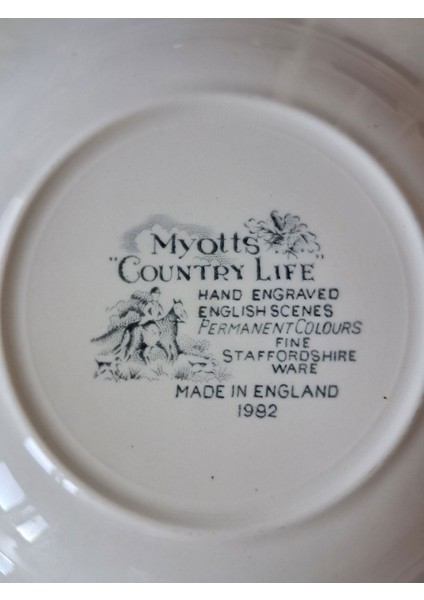 Myotts
"COUNTRY LIFE"
HAND ENGRAVED
ENGLISH SCENES
PERMANENT COLOURS
FINE
STAFFORDSHIRE
WARE
MADE IN ENGLAND
1982